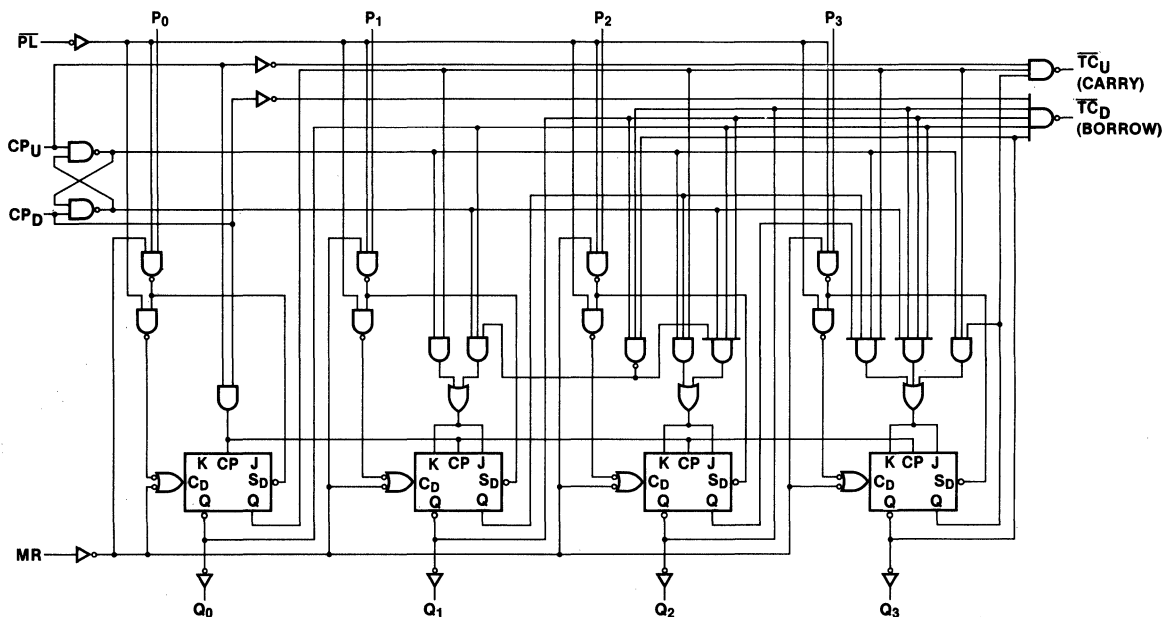 P0 P1 P2 P3
PL
TCU
(CARRY)
TCD
(BORROW)
CPU
CPD
K CP J
CD SD
Q Q
K CP J
CD SD
Q Q
K CP J
CD SD
Q Q
K CP J
CD SD
Q Q
MR
Q0 Q1 Q2 Q3